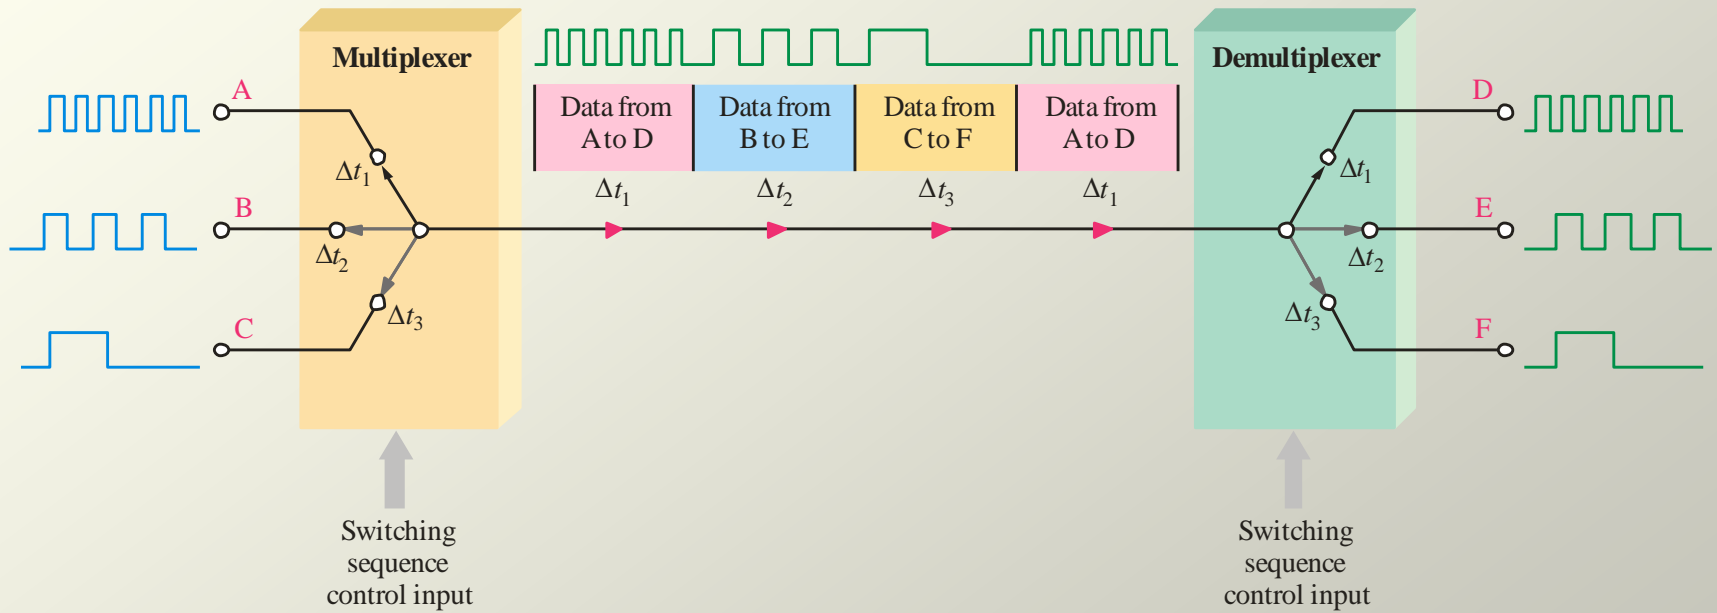 Multiplexer
Demultiplexer
A
B
C
Δt₁
Δt₂
Δt₃
Data from
A to D
Data from
B to E
Data from
C to F
Data from
A to D
Δt₁
Δt₂
Δt₃
Δt₁
Δt₁
Δt₂
Δt₃
D
E
F
Switching
sequence
control input
Switching
sequence
control input